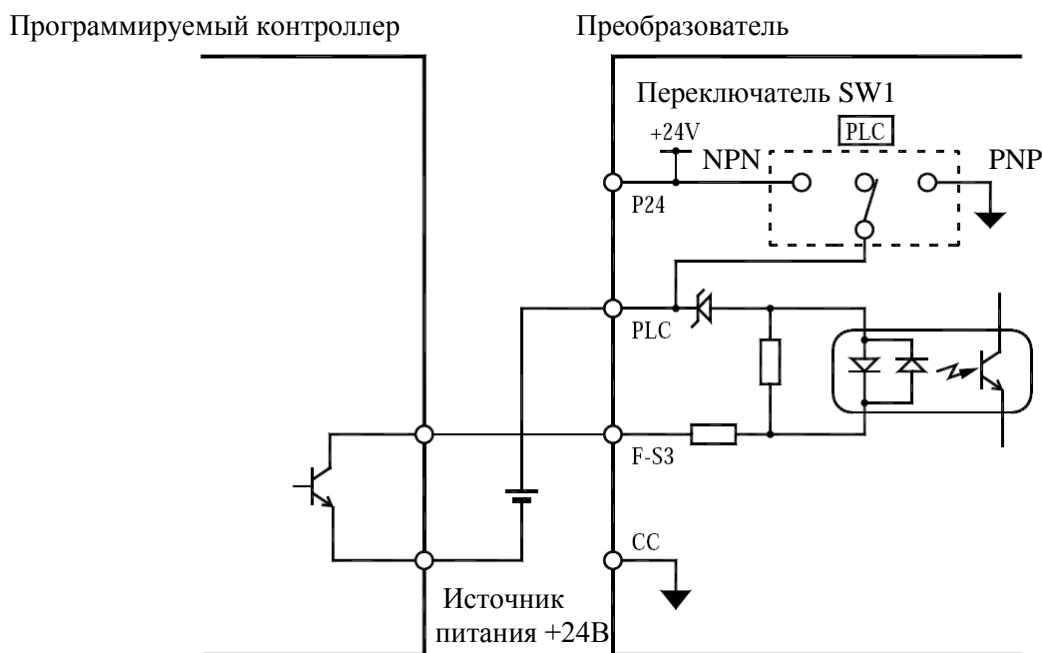 Программируемый контроллер
Преобразователь
Переключатель SW1
+24V
PLC
NPN
PNP
P24
PLC
F-S3
CC
Источник
питания +24В